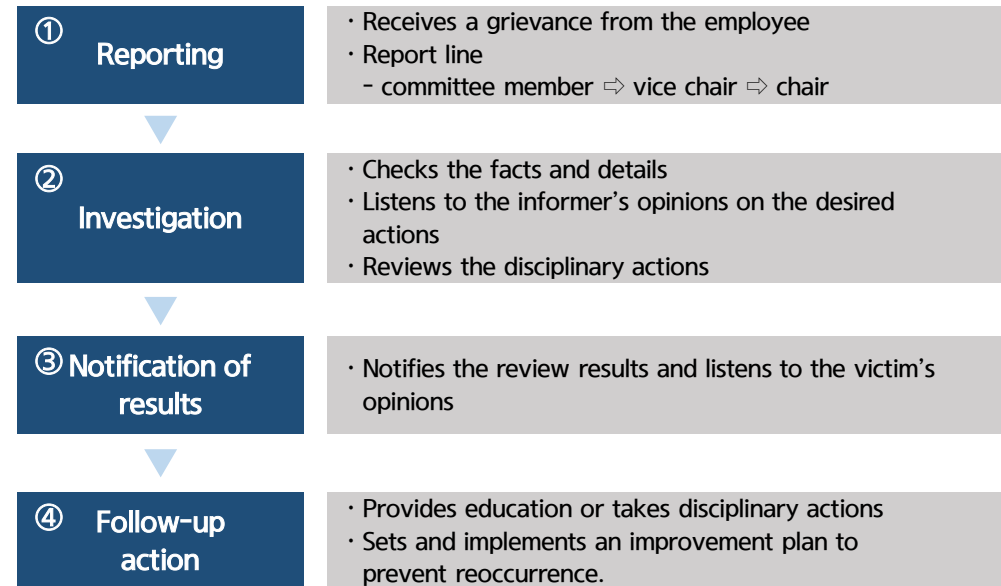 ①
Reporting
· Receives a grievance from the employee
· Report line
- committee member ⇨ vice chair ⇨ chair
②
Investigation
· Checks the facts and details
· Listens to the informer's opinions on the desired
actions
· Reviews the disciplinary actions
③ Notification of
results
· Notifies the review results and listens to the victim's
opinions
④ Follow-up
action
· Provides education or takes disciplinary actions
· Sets and implements an improvement plan to
prevent reoccurrence.